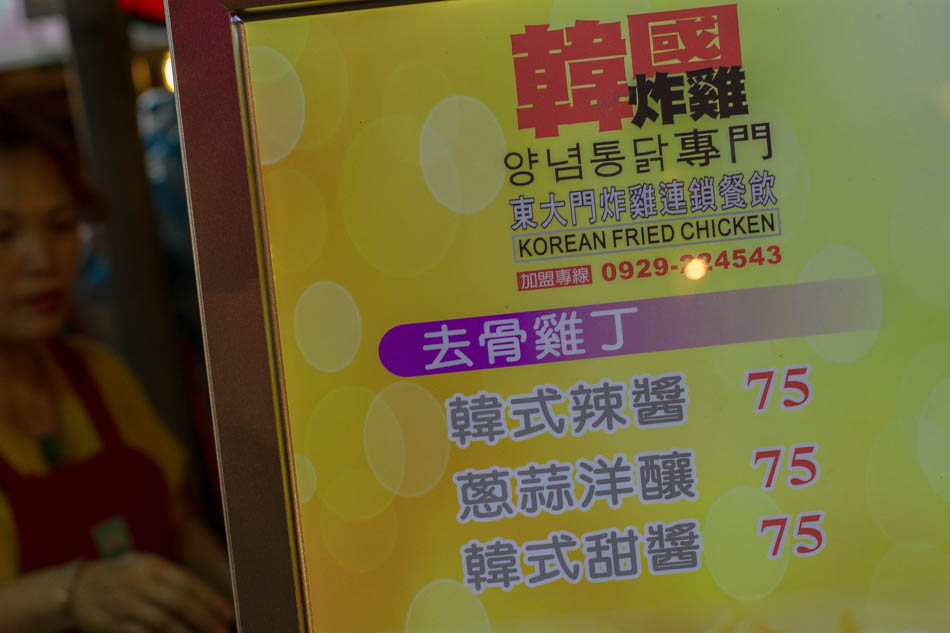 韓國
炸雞
양념통닭專門
東大門炸雞連鎖餐飲
KOREAN FRIED CHICKEN
加盟專線 0929-224543
去骨雞丁
韓式辣醬 75
蔥蒜洋釀 75
韓式甜醬 75